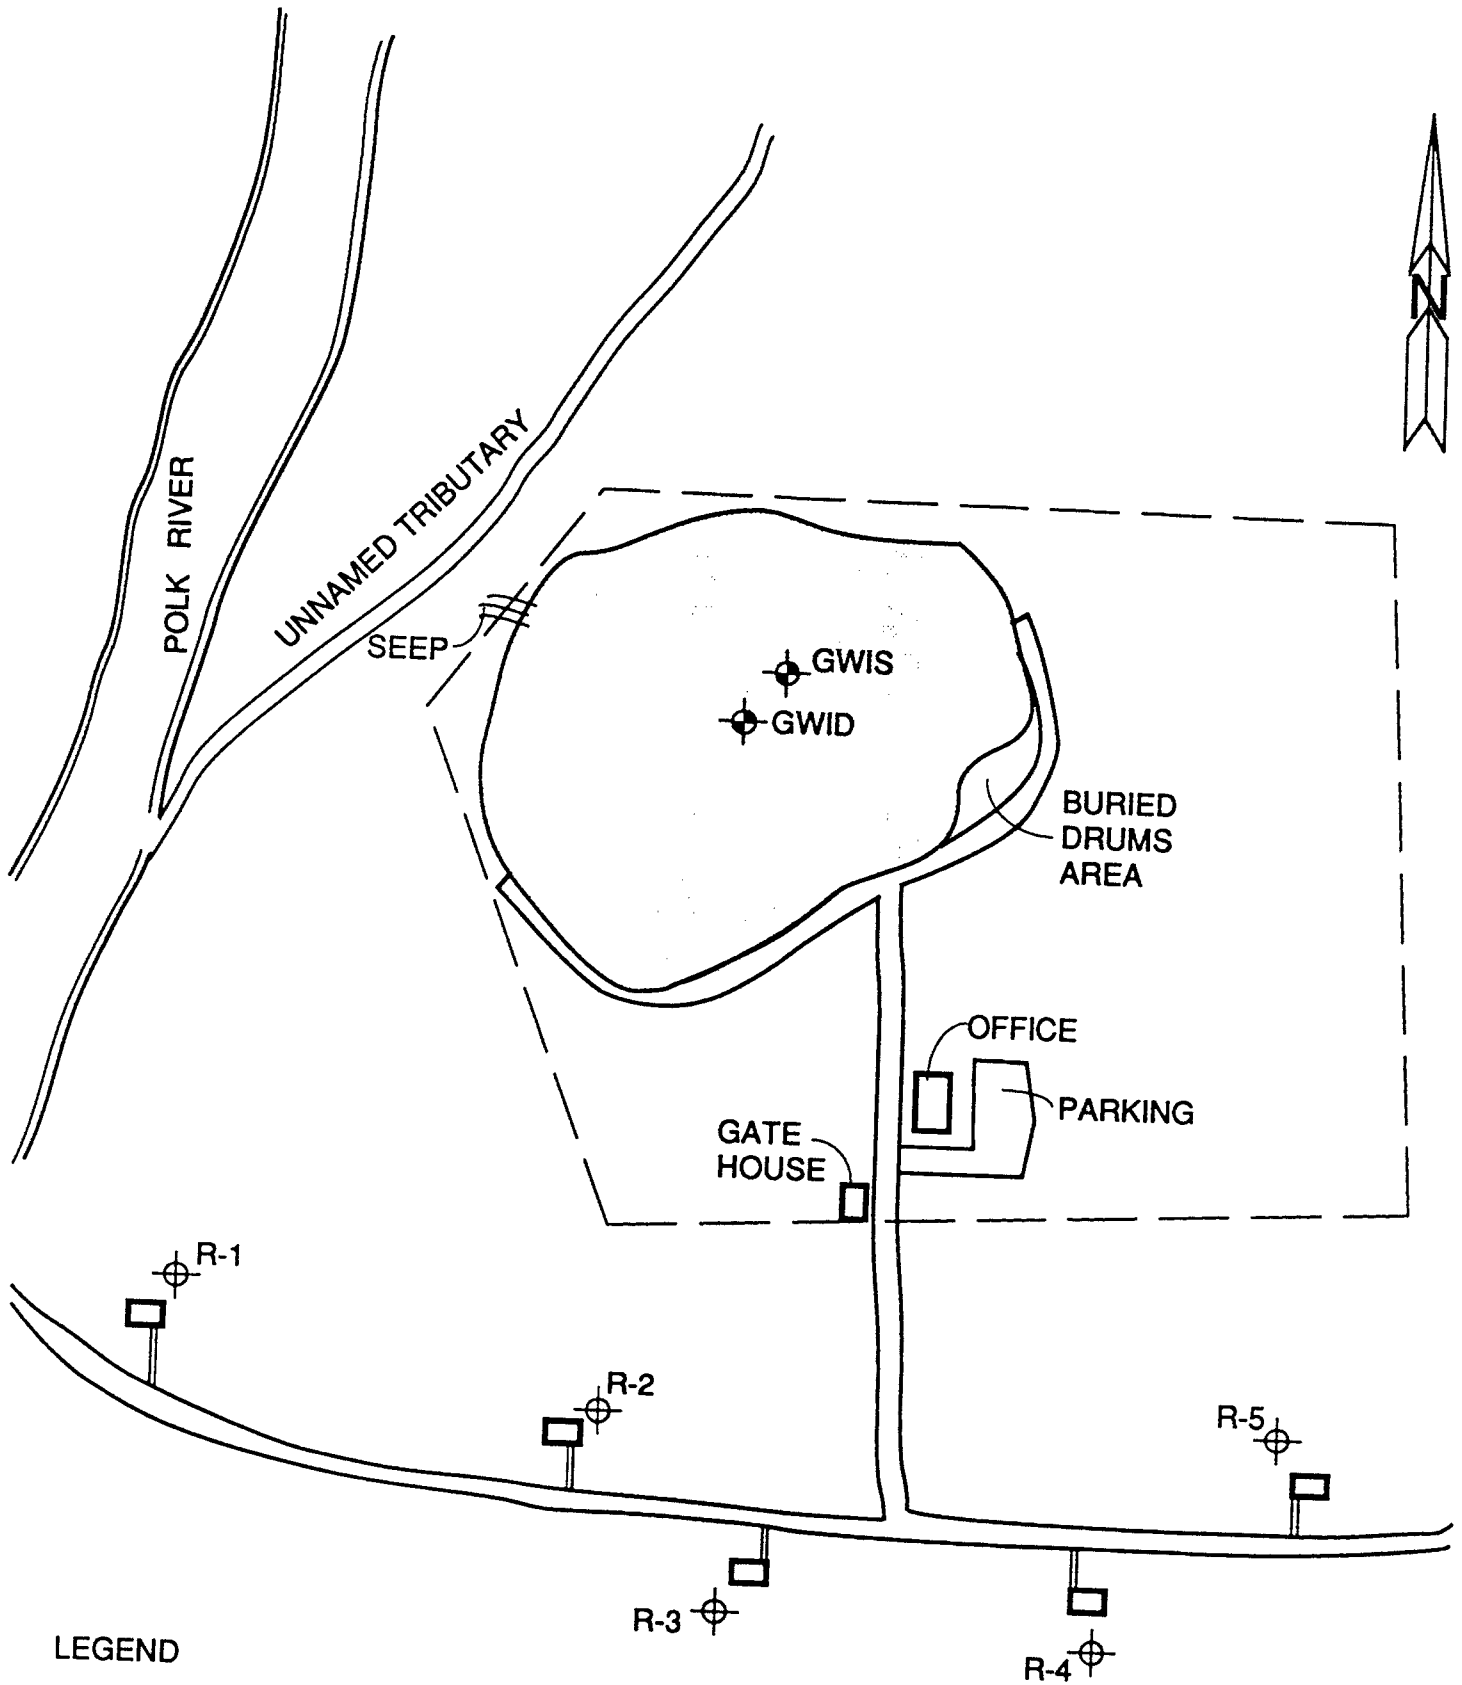 N
POLK RIVER
UNNAMED TRIBUTARY
SEEP
GWIS
GWID
BURIED
DRUMS
AREA
OFFICE
PARKING
GATE
HOUSE
R-1
R-2
R-5
R-3
R-4
LEGEND